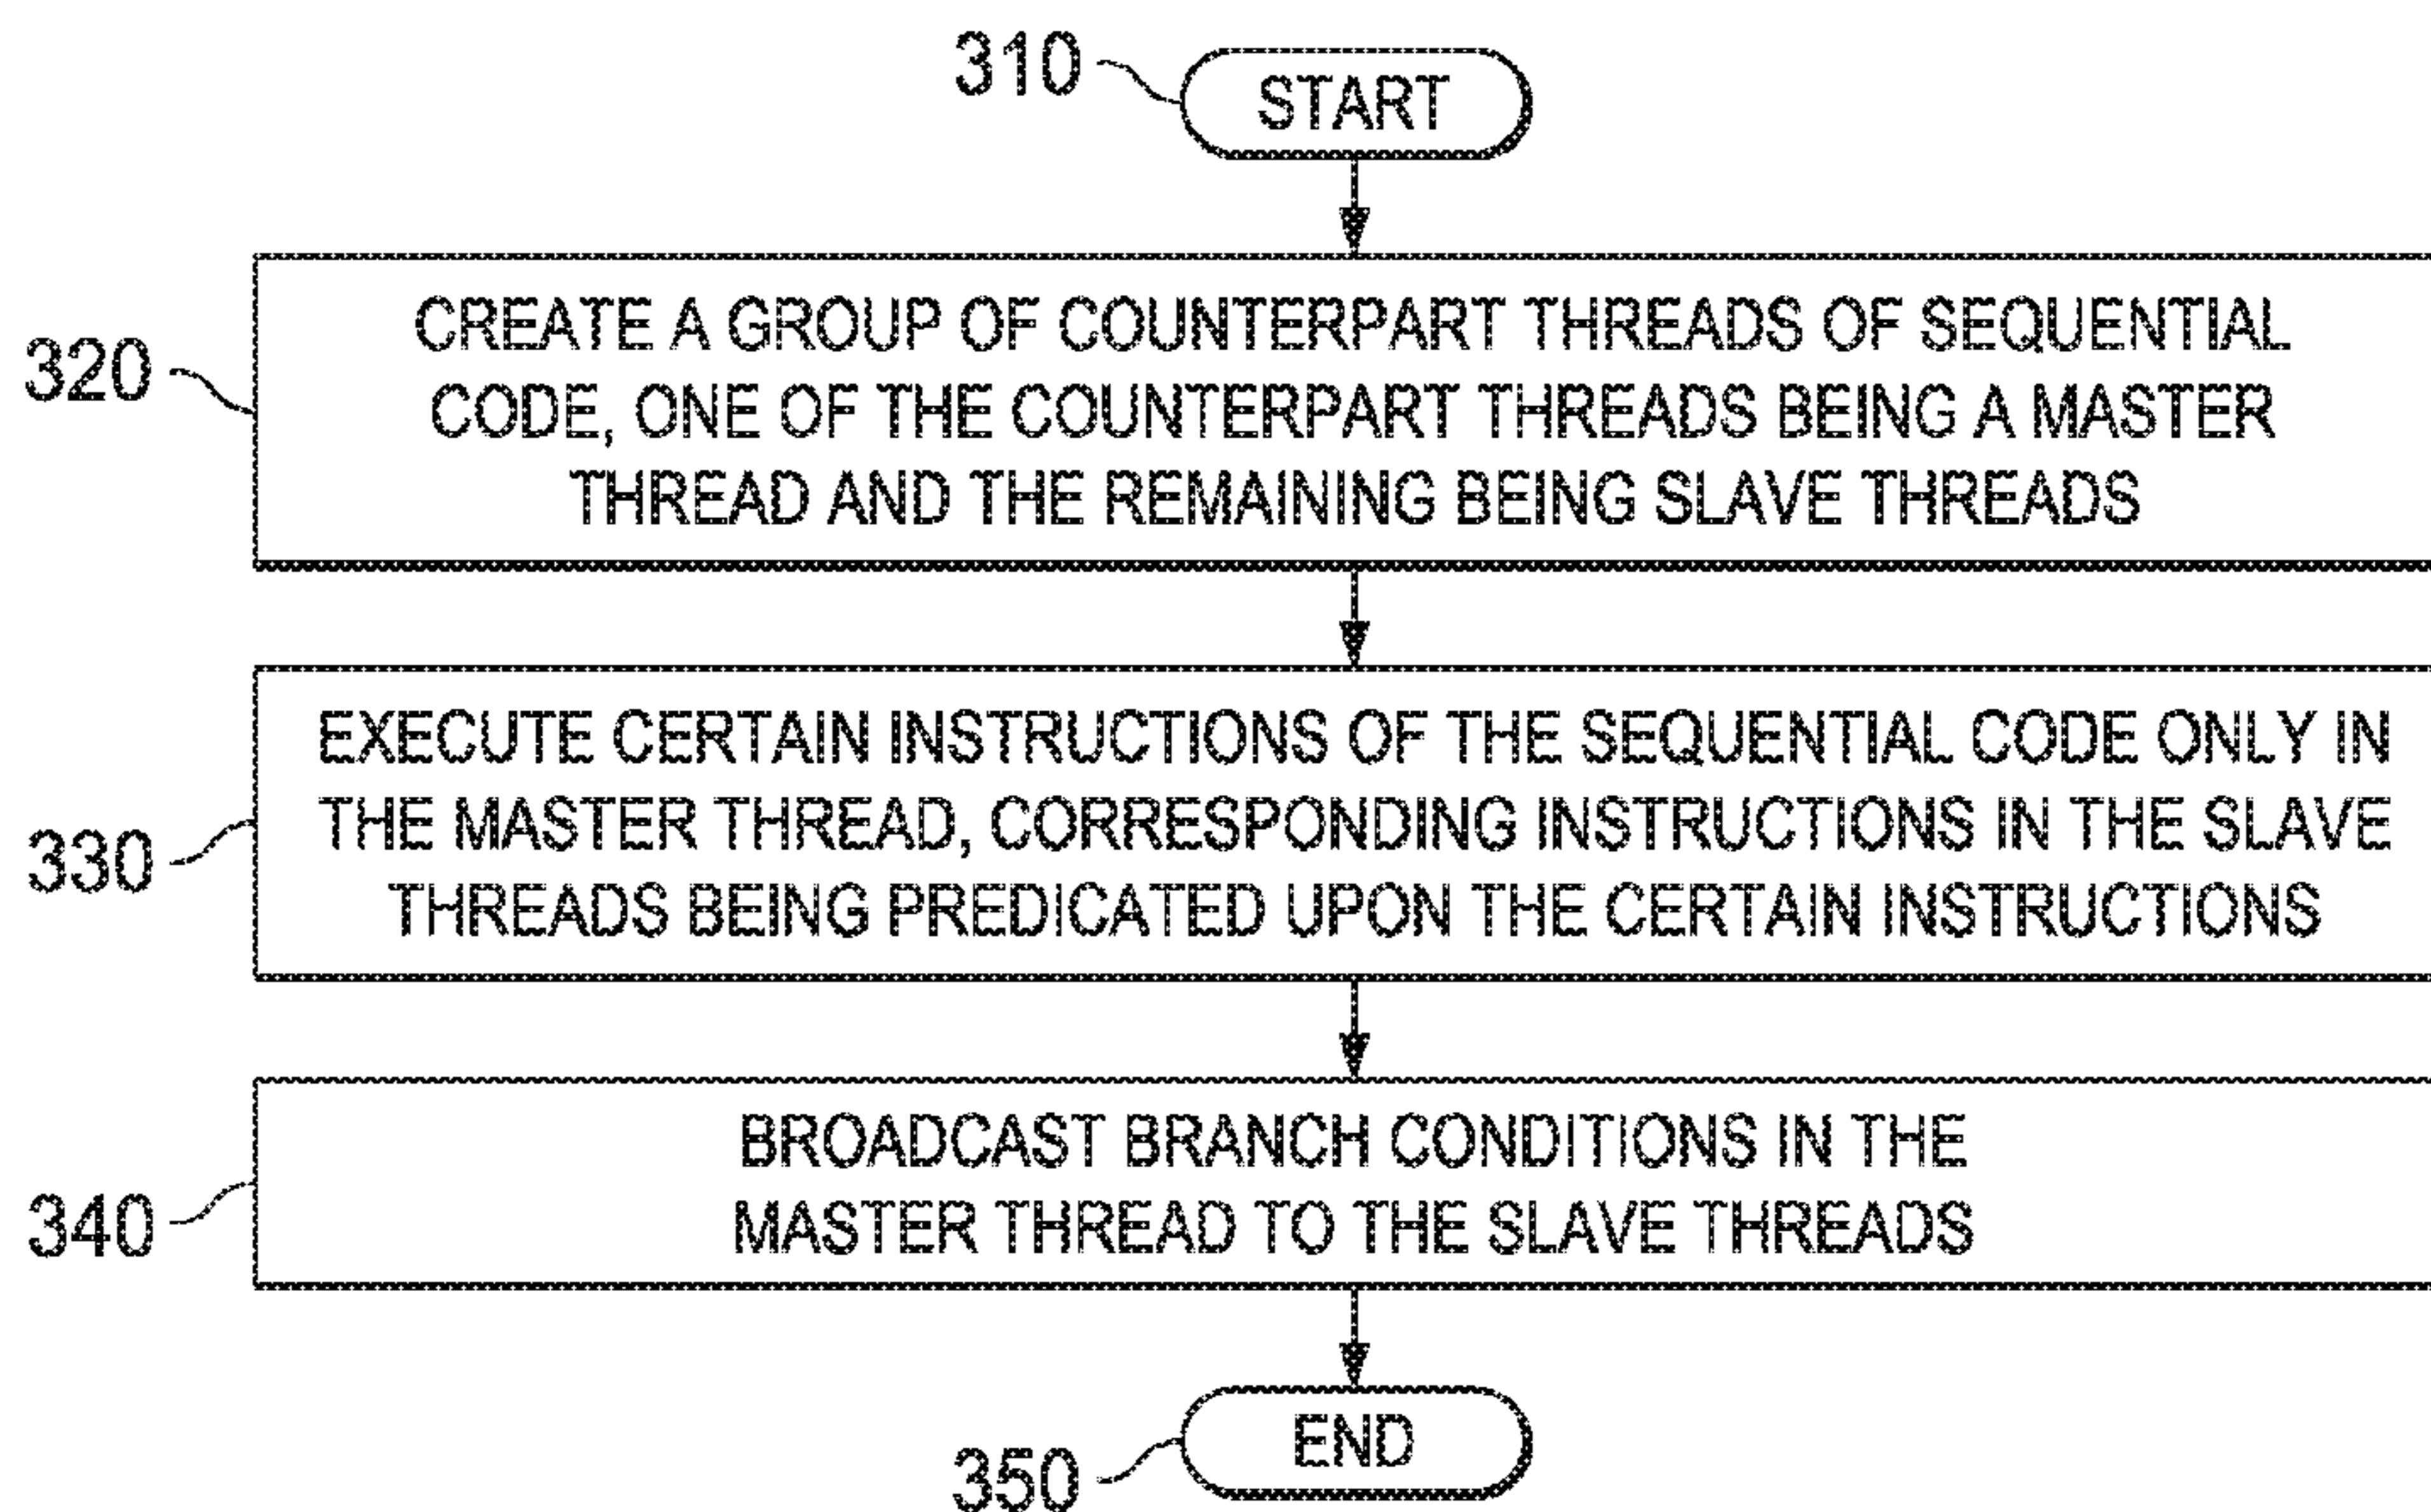 310
START
320
CREATE A GROUP OF COUNTERPART THREADS OF SEQUENTIAL
CODE, ONE OF THE COUNTERPART THREADS BEING A MASTER
THREAD AND THE REMAINING BEING SLAVE THREADS
330
EXECUTE CERTAIN INSTRUCTIONS OF THE SEQUENTIAL CODE ONLY IN
THE MASTER THREAD, CORRESPONDING INSTRUCTIONS IN THE SLAVE
THREADS BEING PREDICATED UPON THE CERTAIN INSTRUCTIONS
340
BROADCAST BRANCH CONDITIONS IN THE
MASTER THREAD TO THE SLAVE THREADS
350
END